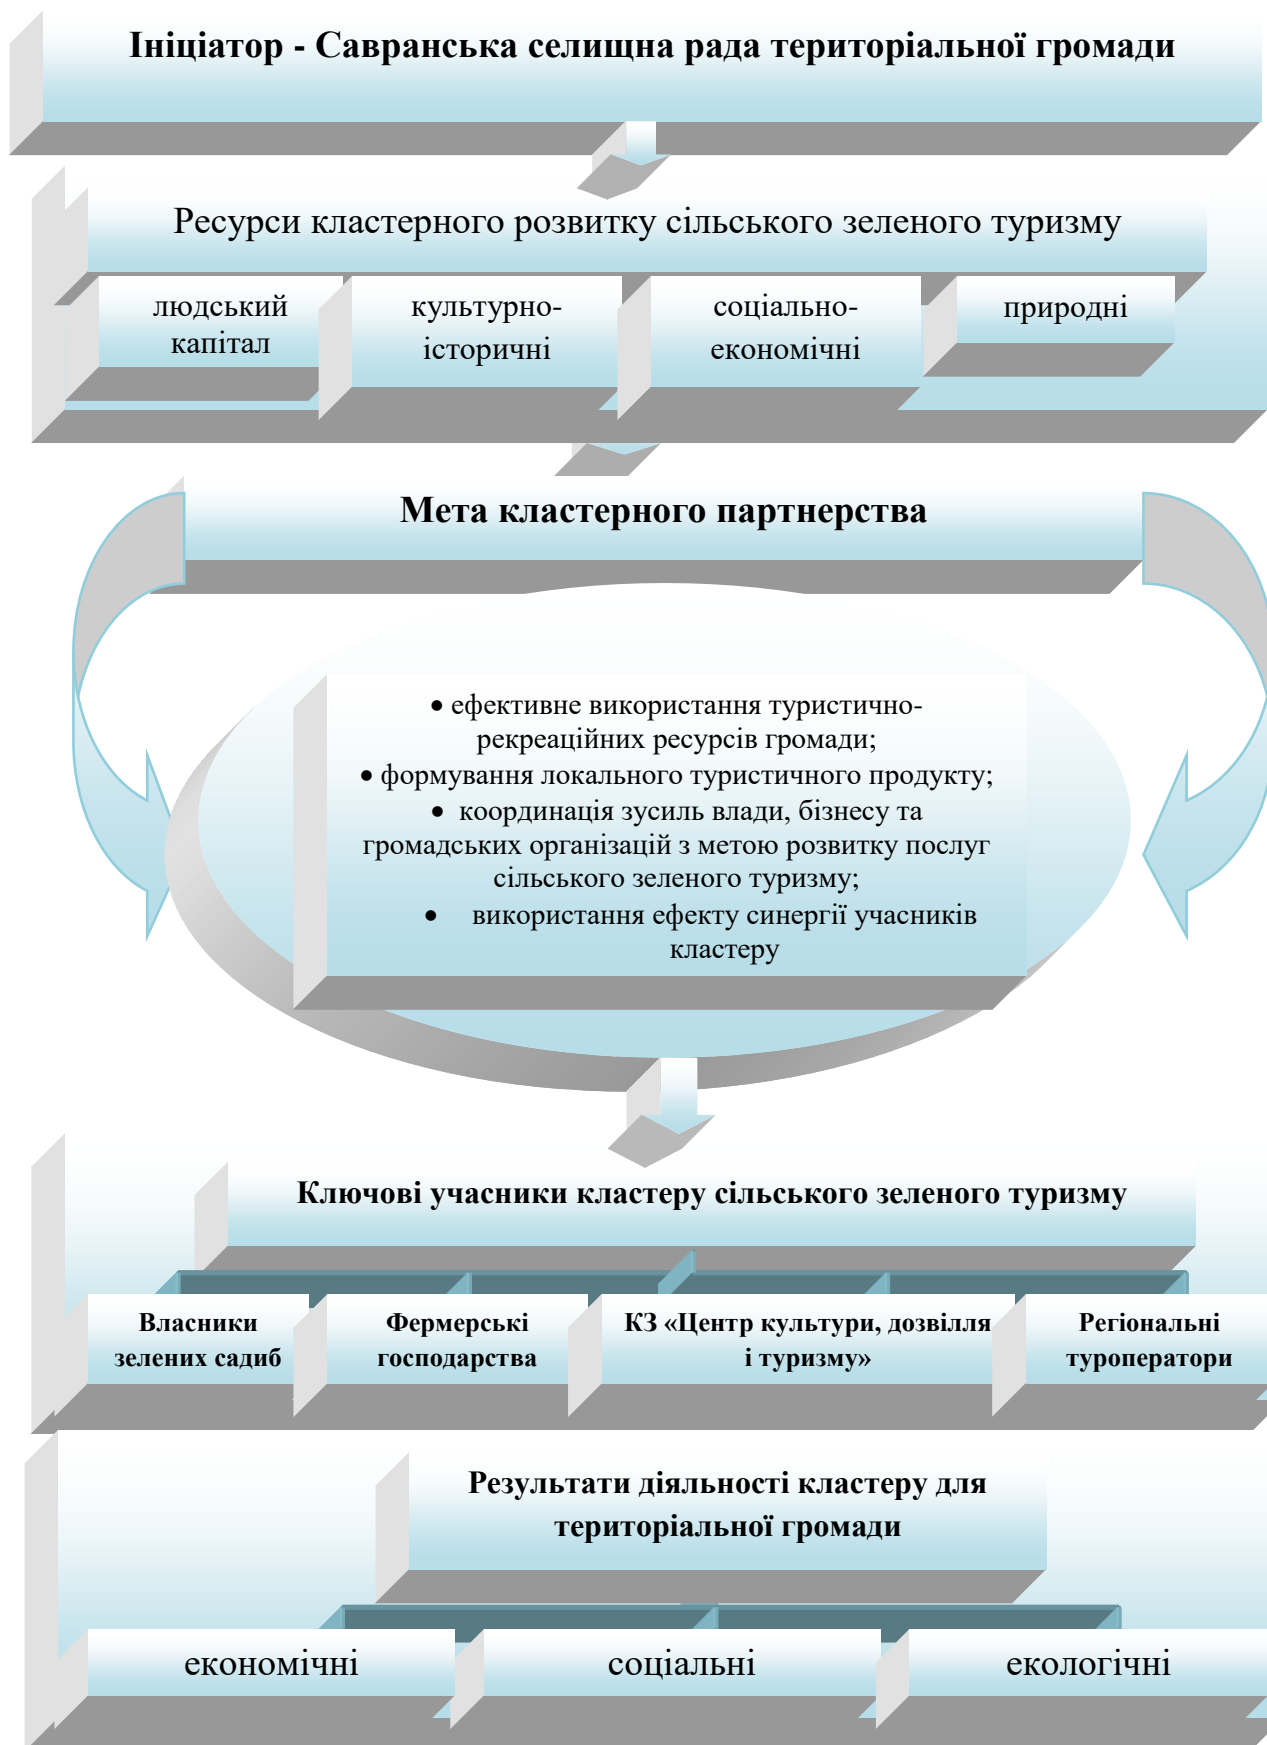 Ініціатор - Савранська селищна рада територіальної громади
Ресурси кластерного розвитку сільського зеленого туризму
людський
капітал
культурно-
історичні
соціально-
економічні
природні
Мета кластерного партнерства
• ефективне використання туристично-
рекреаційних ресурсів громади;
• формування локального туристичного продукту;
• координація зусиль влади, бізнесу та
громадських організацій з метою розвитку послуг
сільського зеленого туризму;
• використання ефекту синергії учасників
кластеру
Ключові учасники кластеру сільського зеленого туризму
Власники
зелених садиб
Фермерські
господарства
КЗ «Центр культури, дозвілля
і туризму»
Регіональні
туроператори
Результати діяльності кластеру для
територіальної громади
економічні
соціальні
екологічні